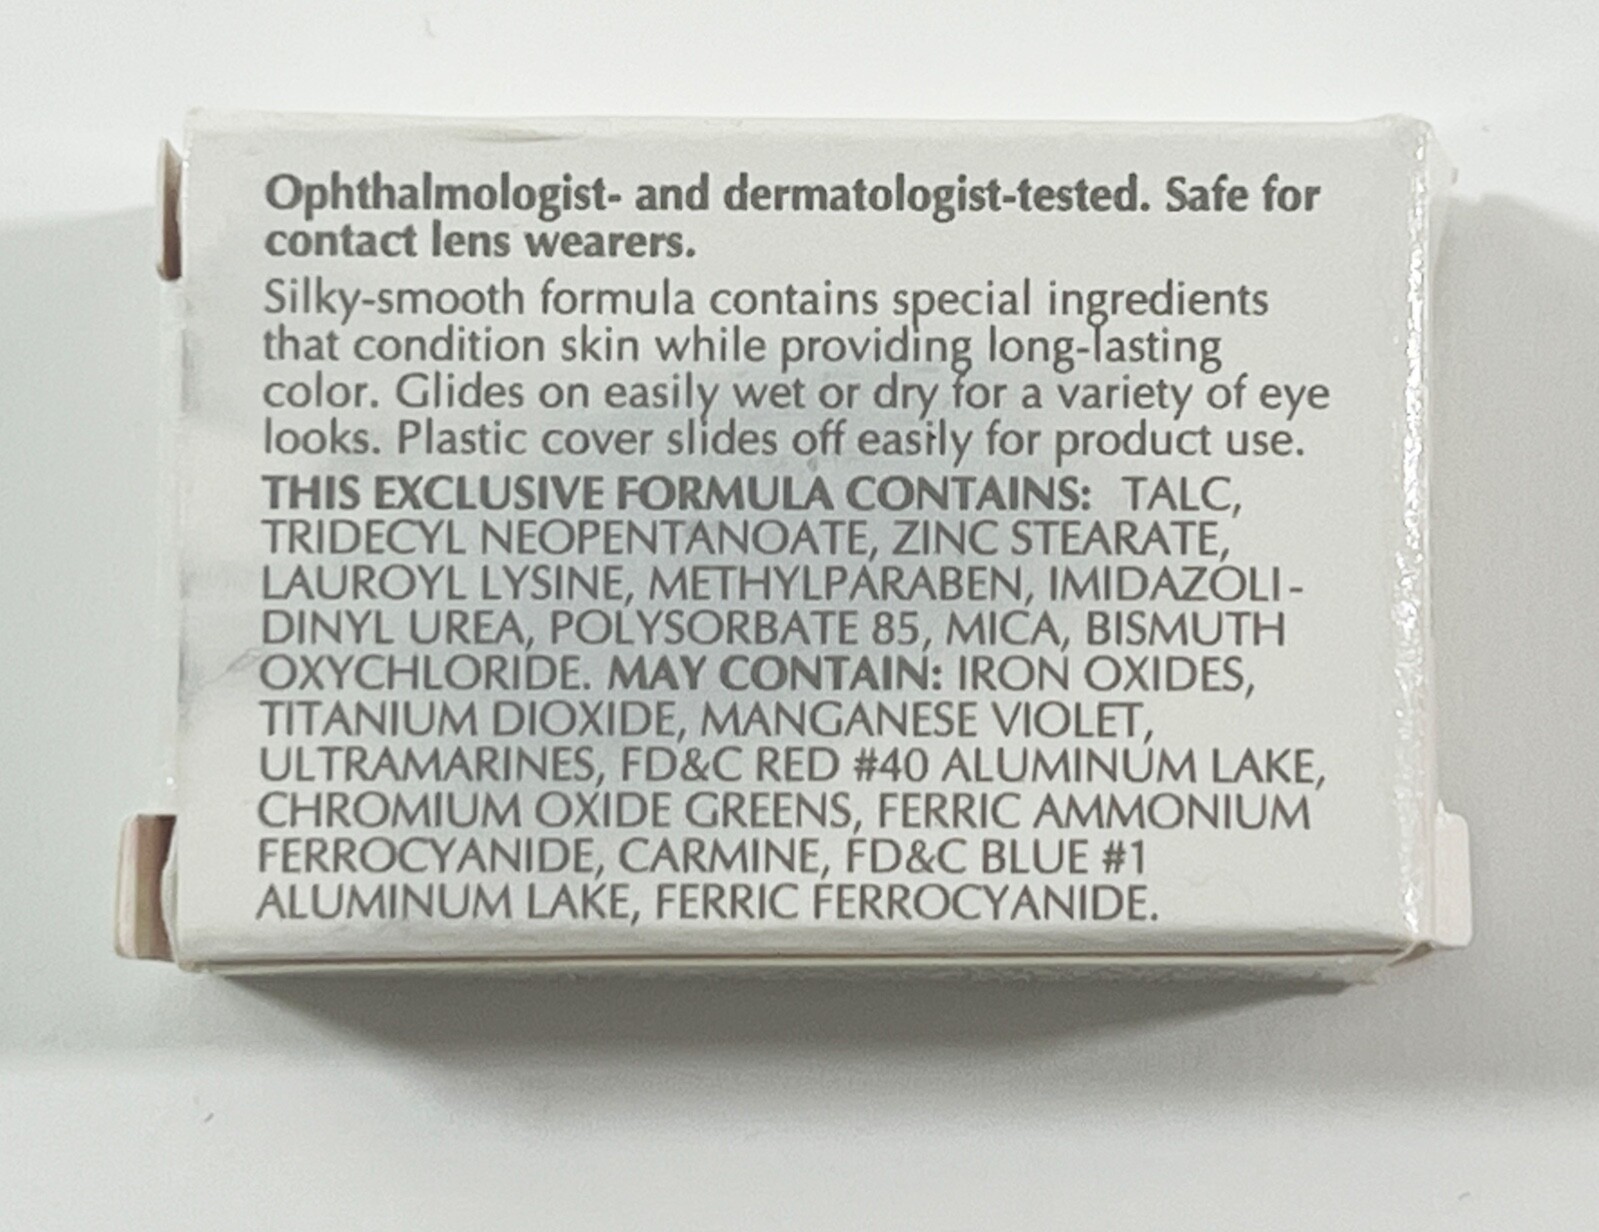 Ophthalmologist- and dermatologist-tested. Safe for
contact lens wearers.
Silky-smooth formula contains special ingredients
that condition skin while providing long-lasting
color. Glides on easily wet or dry for a variety of eye
looks. Plastic cover slides off easily for product use.
THIS EXCLUSIVE FORMULA CONTAINS: TALC,
TRIDECYL NEOPENTANOATE, ZINC STEARATE,
LAUROYL LYSINE, METHYLPARABEN, IMIDAZOLI-
DINYL UREA, POLYSORBATE 85, MICA, BISMUTH
OXYCHLORIDE. MAY CONTAIN: IRON OXIDES,
TITANIUM DIOXIDE, MANGANESE VIOLET,
ULTRAMARINES, FD&C RED #40 ALUMINUM LAKE,
CHROMIUM OXIDE GREENS, FERRIC AMMONIUM
FERROCYANIDE, CARMINE, FD&C BLUE #1
ALUMINUM LAKE, FERRIC FERROCYANIDE.